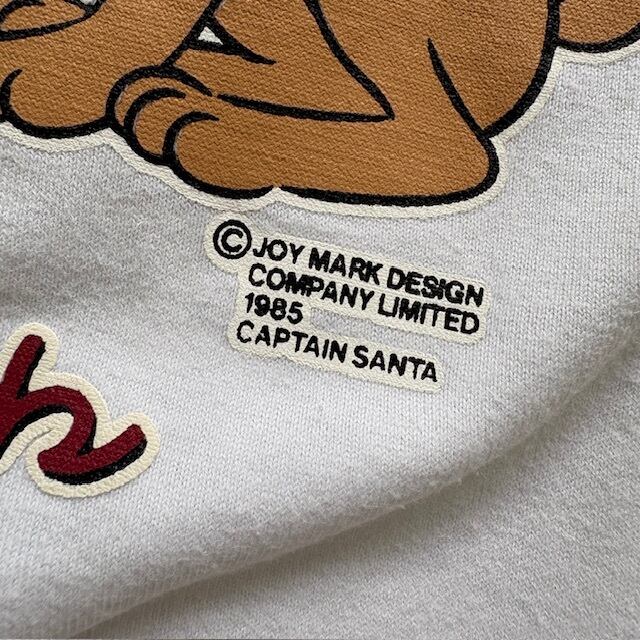 © JOY MARK DESIGN
COMPANY LIMITED
1985
CAPTAIN SANTA